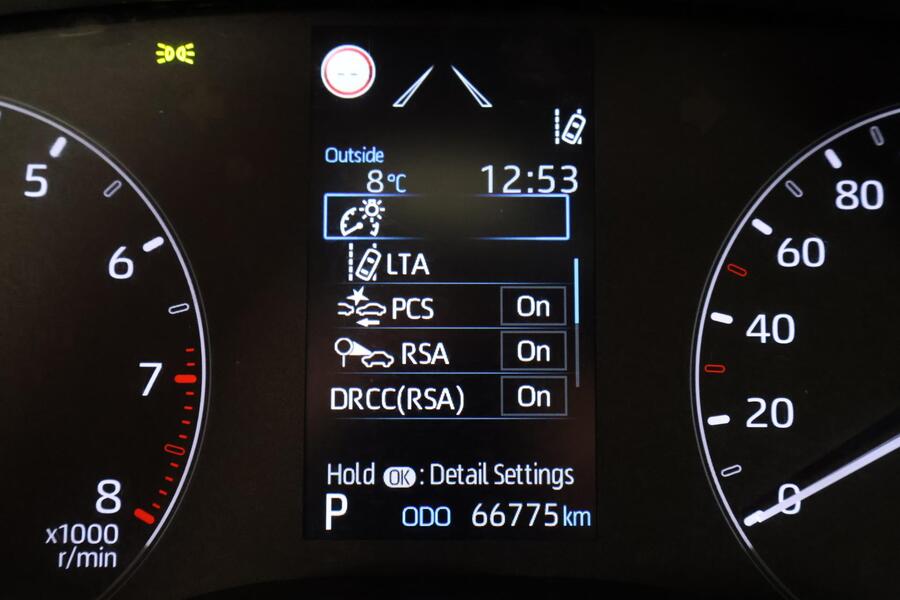 --
Outside
8°C 12:53
LTA
PCS On
RSA On
DRCC(RSA) On
Hold OK : Detail Settings
P ODO 66775 km
5
6
7
8
x1000
r/min
80
60
40
20
0